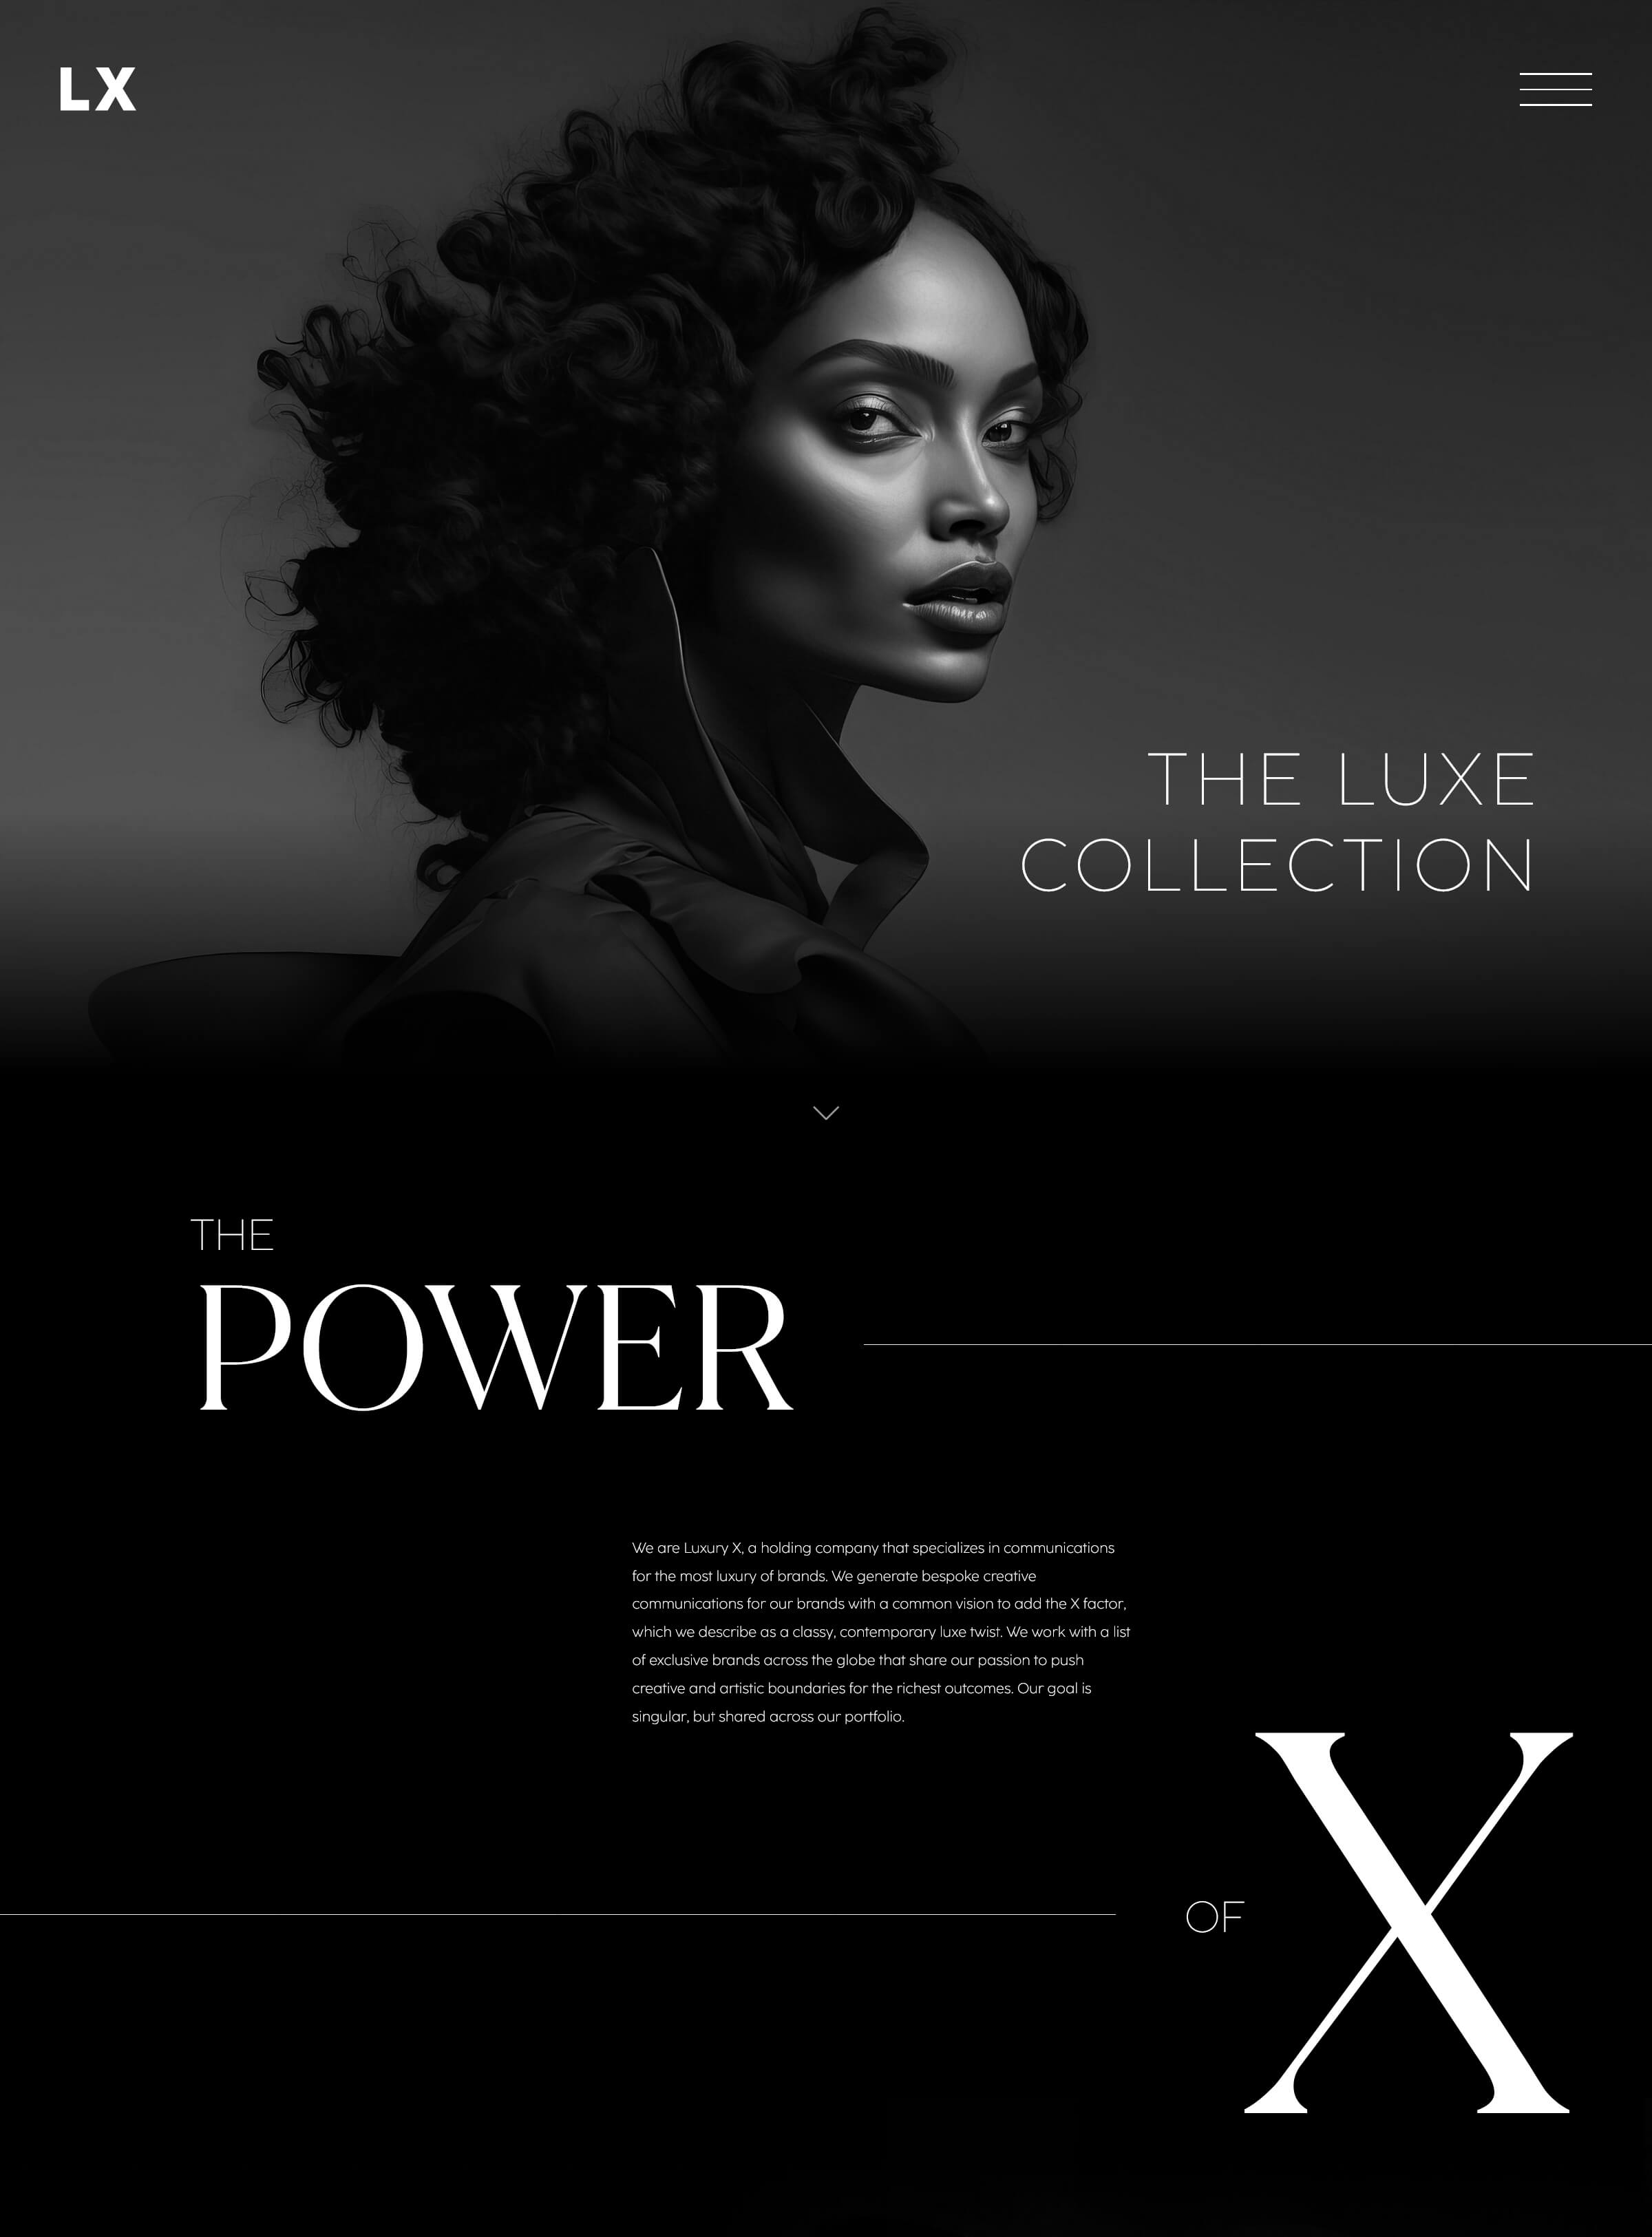 LX
THE LUXE
COLLECTION
THE
POWER
We are Luxury X, a holding company that specializes in communications
for the most luxury of brands. We generate bespoke creative
communications for our brands with a common vision to add the X factor,
which we describe as a classy, contemporary luxe twist. We work with a list
of exclusive brands across the globe that share our passion to push
creative and artistic boundaries for the richest outcomes. Our goal is
singular, but shared across our portfolio.
OF X